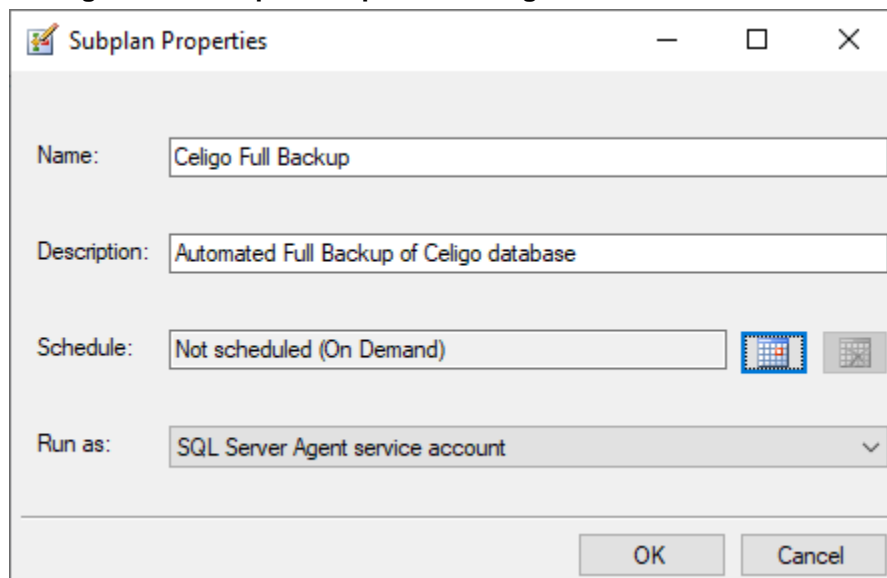 Subplan Properties
Name:
Celigo Full Backup
Description:
Automated Full Backup of Celigo database
Schedule:
Not scheduled (On Demand)
Run as:
SQL Server Agent service account
OK
Cancel